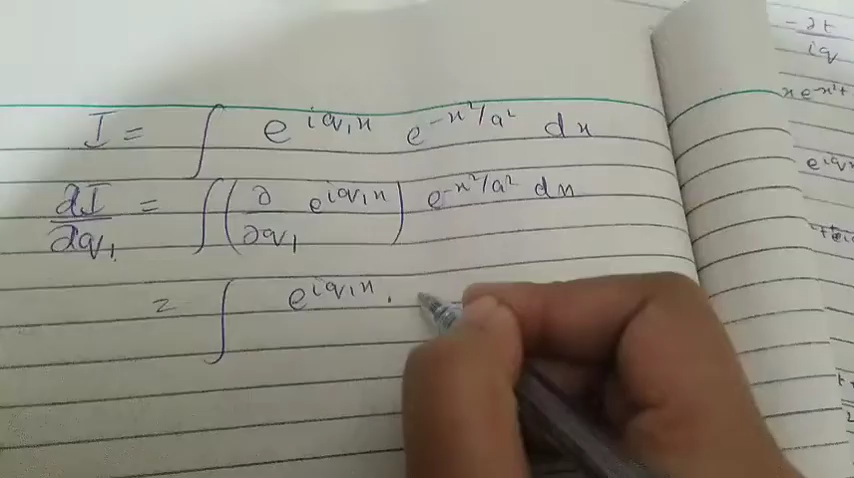 I = ∫ e^{iq₁x} e^{-x²/a²} dx
∂I/∂q₁ = ∫ (∂/∂q₁ e^{iq₁x}) e^{-x²/a²} dx
= ∫ e^{iq₁x} .